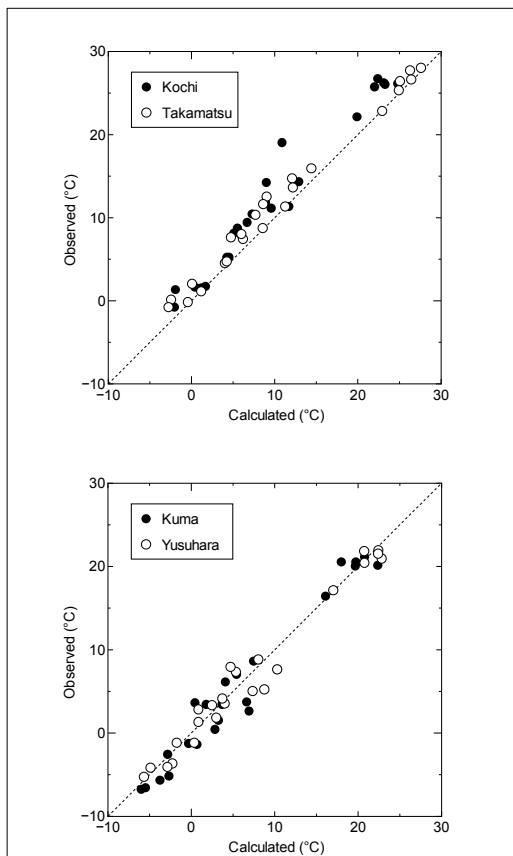 30
Kochi
Takamatsu
20
10
0
−10
−10 0 10 20 30
Observed (°C)
Calculated (°C)
30
Kuma
Yusuhara
20
10
0
−10
−10 0 10 20 30
Observed (°C)
Calculated (°C)